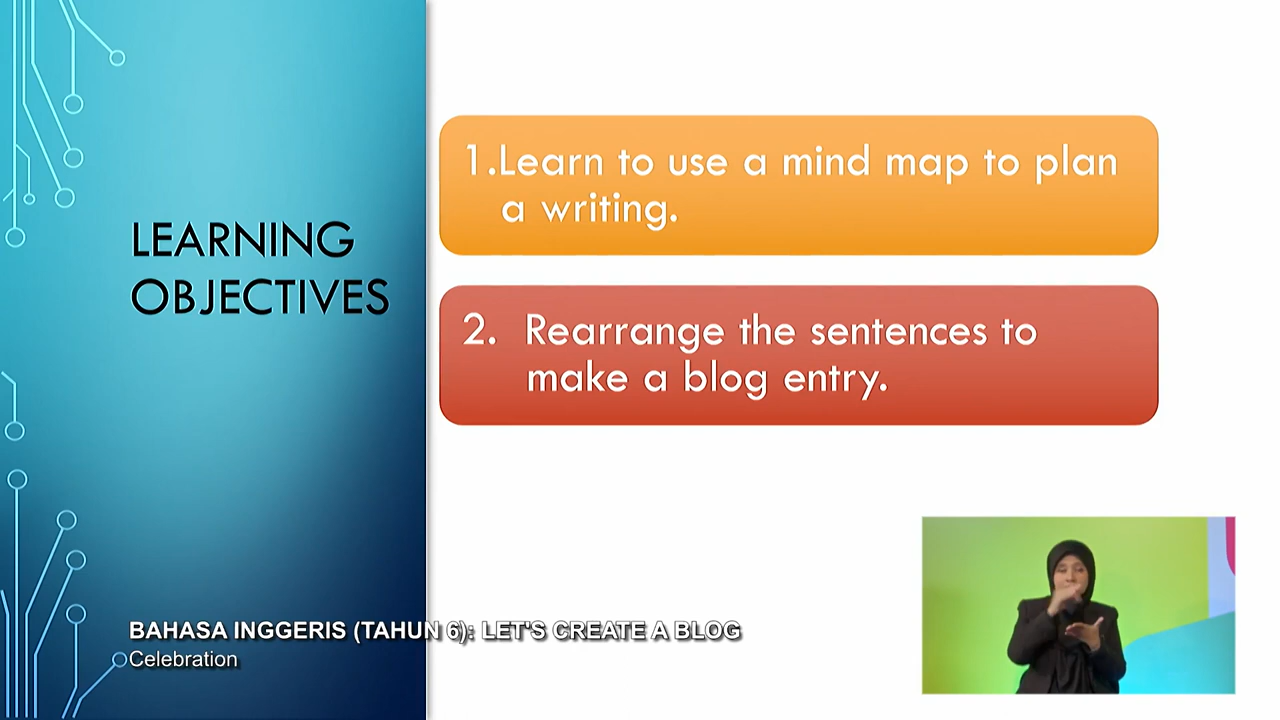 LEARNING
OBJECTIVES
1.Learn to use a mind map to plan
a writing.
2. Rearrange the sentences to
make a blog entry.
BAHASA INGGERIS (TAHUN 6): LET'S CREATE A BLOG
Celebration